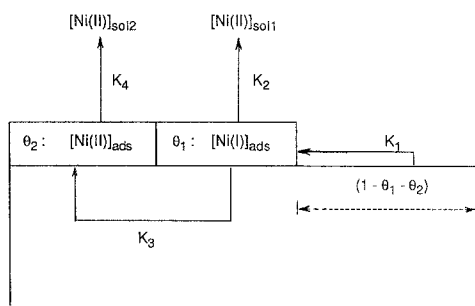 [Ni(II)]sol2 [Ni(II)]sol1
K4 K2
θ2 : [Ni(II)]ads θ1 : [Ni(I)]ads K1
(1 - θ1 - θ2)
K3